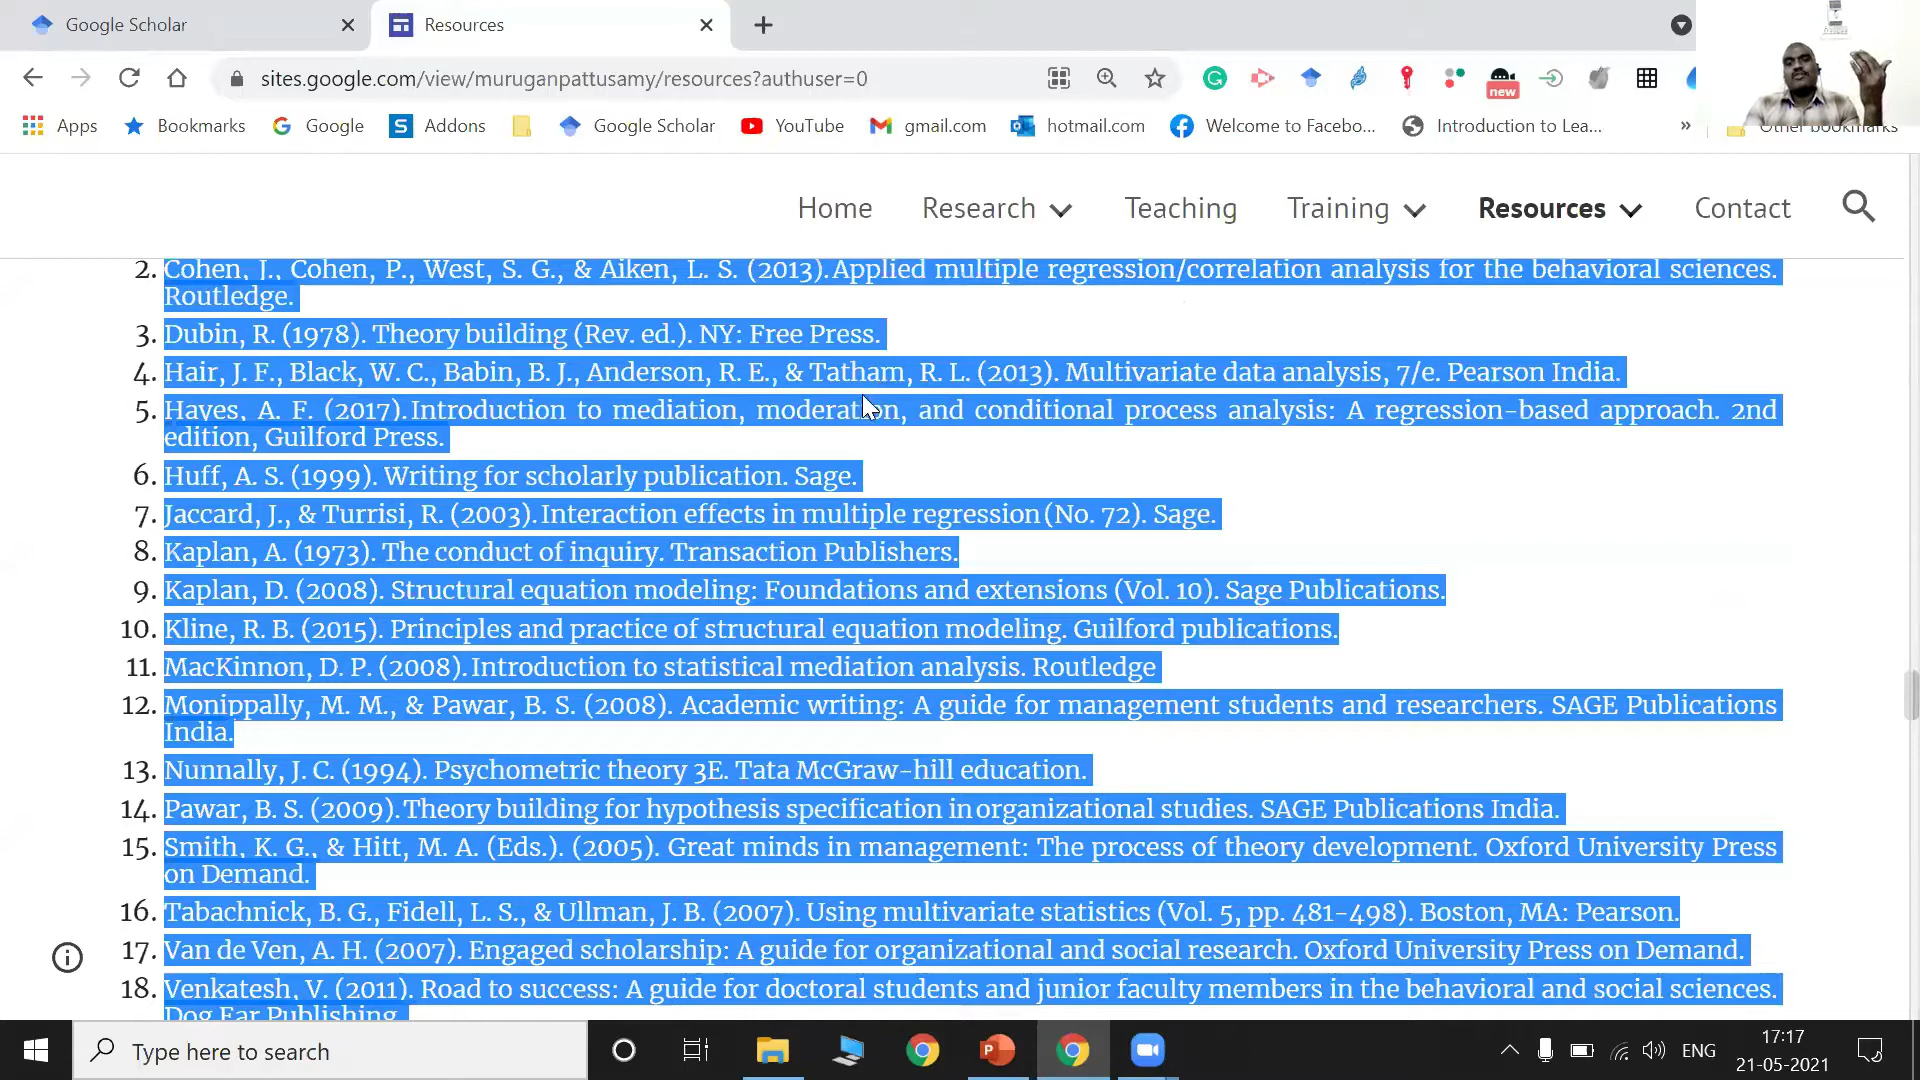 Google Scholar
Resources
sites.google.com/view/muruganpattusamy/resources?authuser=0
new
Apps
Bookmarks
Google
Addons
Google Scholar
YouTube
gmail.com
hotmail.com
Welcome to Facebo...
Introduction to Lea...
»
Other bookmarks
Home
Research
Teaching
Training
Resources
Contact
2. Cohen, J., Cohen, P., West, S. G., & Aiken, L. S. (2013).Applied multiple regression/correlation analysis for the behavioral sciences.
Routledge.
3. Dubin, R. (1978). Theory building (Rev. ed.). NY: Free Press.
4. Hair, J. F., Black, W. C., Babin, B. J., Anderson, R. E., & Tatham, R. L. (2013). Multivariate data analysis, 7/e. Pearson India.
5. Hayes, A. F. (2017).Introduction to mediation, moderation, and conditional process analysis: A regression-based approach. 2nd
edition, Guilford Press.
6. Huff, A. S. (1999). Writing for scholarly publication. Sage.
7. Jaccard, J., & Turrisi, R. (2003).Interaction effects in multiple regression(No. 72). Sage.
8. Kaplan, A. (1973). The conduct of inquiry. Transaction Publishers.
9. Kaplan, D. (2008). Structural equation modeling: Foundations and extensions (Vol. 10). Sage Publications.
10. Kline, R. B. (2015). Principles and practice of structural equation modeling. Guilford publications.
11. MacKinnon, D. P. (2008).Introduction to statistical mediation analysis. Routledge
12. Monippally, M. M., & Pawar, B. S. (2008). Academic writing: A guide for management students and researchers. SAGE Publications
India.
13. Nunnally, J. C. (1994). Psychometric theory 3E. Tata McGraw-hill education.
14. Pawar, B. S. (2009).Theory building for hypothesis specification in organizational studies. SAGE Publications India.
15. Smith, K. G., & Hitt, M. A. (Eds.). (2005). Great minds in management: The process of theory development. Oxford University Press
on Demand.
16. Tabachnick, B. G., Fidell, L. S., & Ullman, J. B. (2007). Using multivariate statistics (Vol. 5, pp. 481-498). Boston, MA: Pearson.
17. Van de Ven, A. H. (2007). Engaged scholarship: A guide for organizational and social research. Oxford University Press on Demand.
18. Venkatesh, V. (2011). Road to success: A guide for doctoral students and junior faculty members in the behavioral and social sciences.
Dog Ear Publishing.
Type here to search
ENG
17:17
21-05-2021